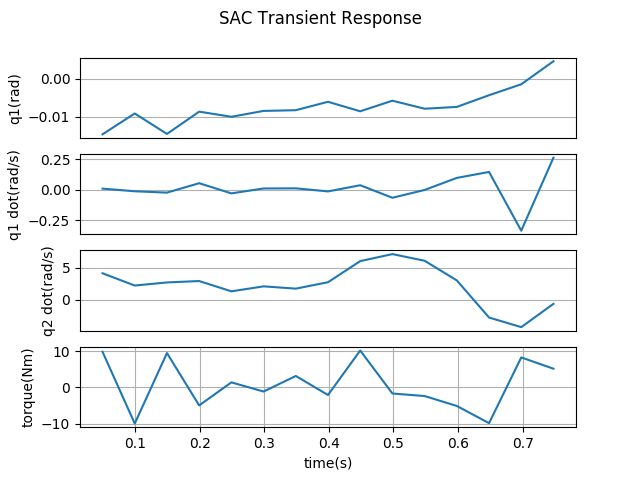 SAC Transient Response
q1(rad)
0.00
−0.01
q1 dot(rad/s)
0.25
0.00
−0.25
q2 dot(rad/s)
5
0
torque(Nm)
10
0
−10
0.1 0.2 0.3 0.4 0.5 0.6 0.7
time(s)